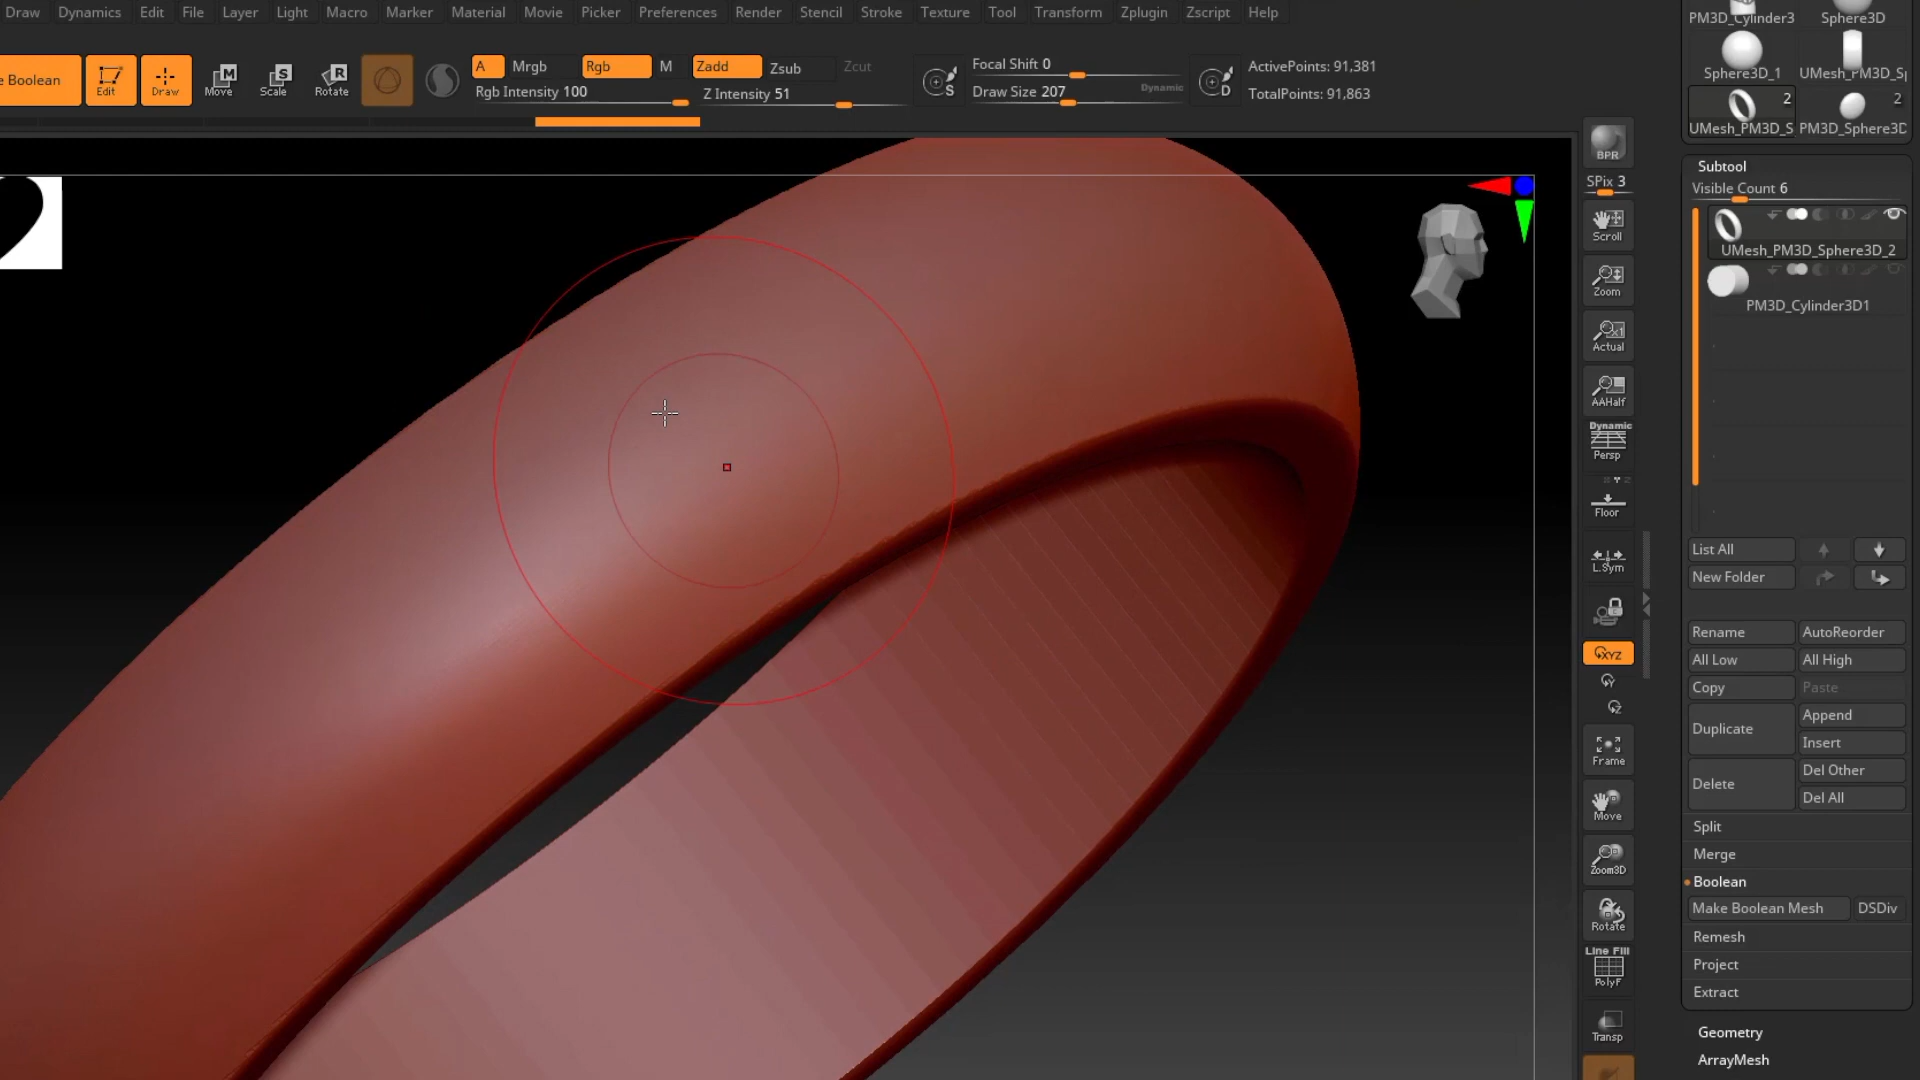 Draw Dynamics Edit File Layer Light Macro Marker Material Movie Picker Preferences Render Stencil Stroke Texture Tool Transform Zplugin Zscript Help
e Boolean
Edit
Draw
M
Move
S
Scale
R
Rotate
A
Mrgb
Rgb
M
Zadd
Zsub
Zcut
Rgb Intensity 100
Z Intensity 51
S
Focal Shift 0
Draw Size 207
Dynamic
D
ActivePoints: 91,381
TotalPoints: 91,863
PM3D_Cylinder3
Sphere3D
Sphere3D_1
UMesh_PM3D_S
2
2
UMesh_PM3D_S
PM3D_Sphere3D
BPR
SPix 3
Scroll
Zoom
Actual
AAHalf
Dynamic
Persp
Floor
L.Sym
XYZ
Y
Z
Frame
Move
Zoom3D
Rotate
Line Fill
PolyF
Transp
Subtool
Visible Count 6
UMesh_PM3D_Sphere3D_2
PM3D_Cylinder3D1
List All
New Folder
Rename
AutoReorder
All Low
All High
Copy
Paste
Duplicate
Append
Insert
Delete
Del Other
Del All
Split
Merge
Boolean
Make Boolean Mesh
DSDiv
Remesh
Project
Extract
Geometry
ArrayMesh